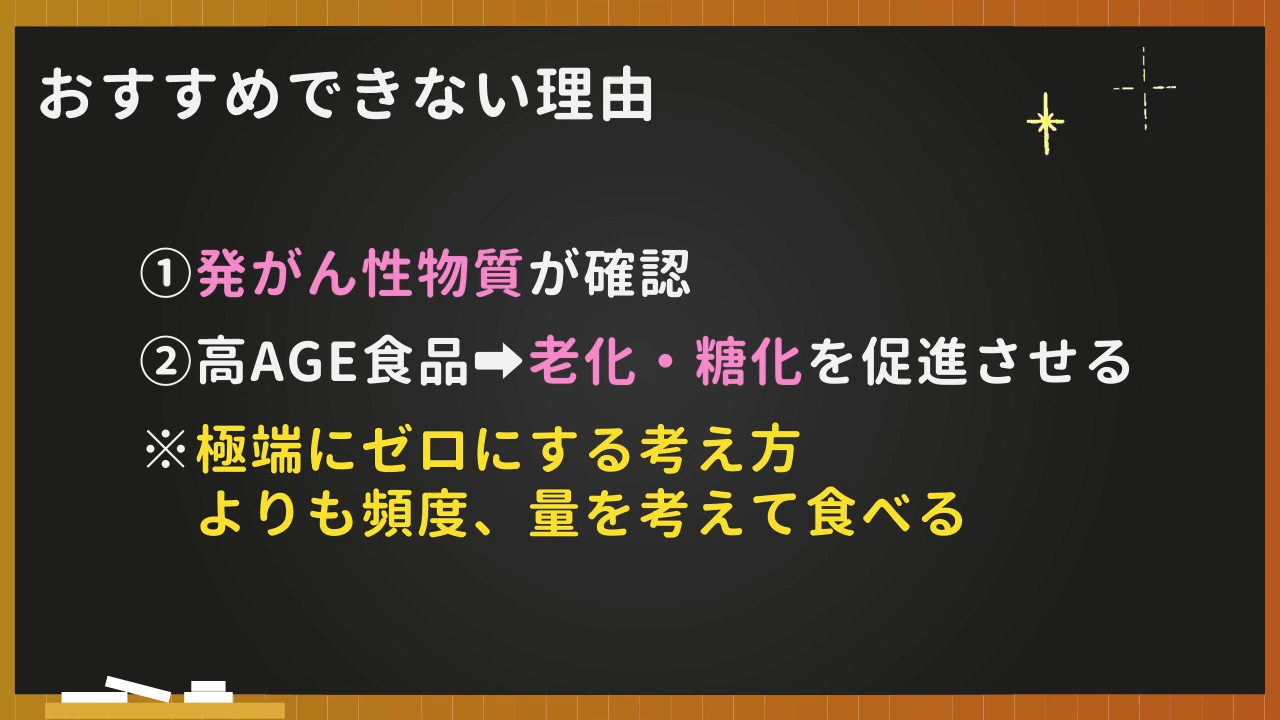 おすすめできない理由
①発がん性物質が確認
②高AGE食品➡老化・糖化を促進させる
※極端にゼロにする考え方
よりも頻度、量を考えて食べる